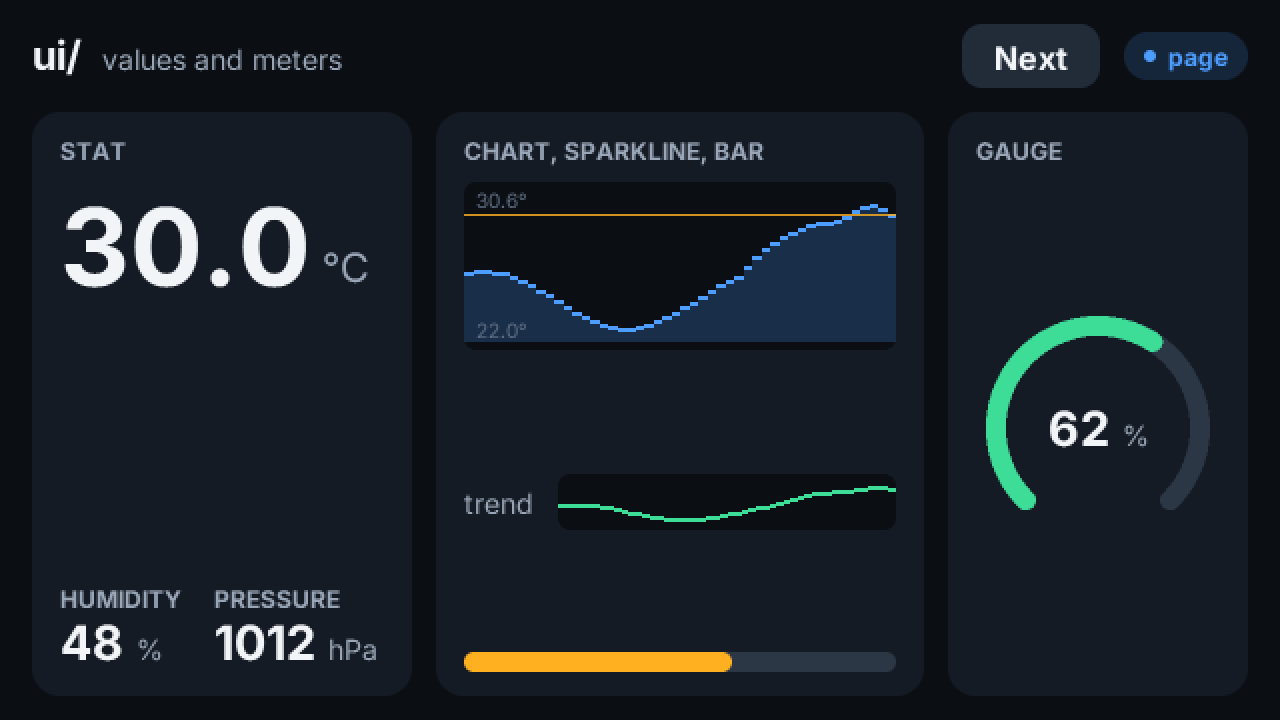 ui/ values and meters
Next
page
STAT
30.0 °C
HUMIDITY PRESSURE
48 % 1012 hPa
CHART, SPARKLINE, BAR
30.6°
22.0°
trend
GAUGE
62 %